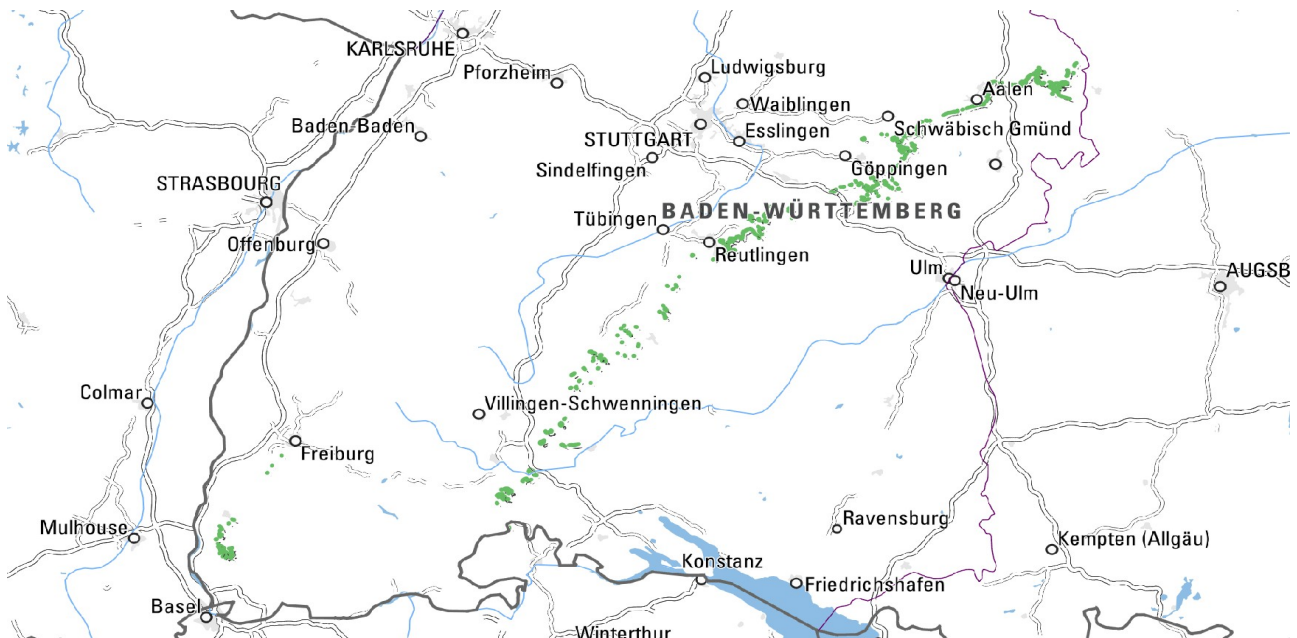 KARLSRUHE
Pforzheim
Ludwigsburg
Aalen
Waiblingen
Baden-Baden
STUTTGART
Esslingen
Schwäbisch Gmünd
Sindelfingen
Göppingen
STRASBOURG
Tübingen
BADEN-WÜRTTEMBERG
Offenburg
Reutlingen
Ulm
AUGSB
Neu-Ulm
Colmar
Villingen-Schwenningen
Freiburg
Mulhouse
Ravensburg
Kempten (Allgäu)
Konstanz
Friedrichshafen
Basel
Winterthur